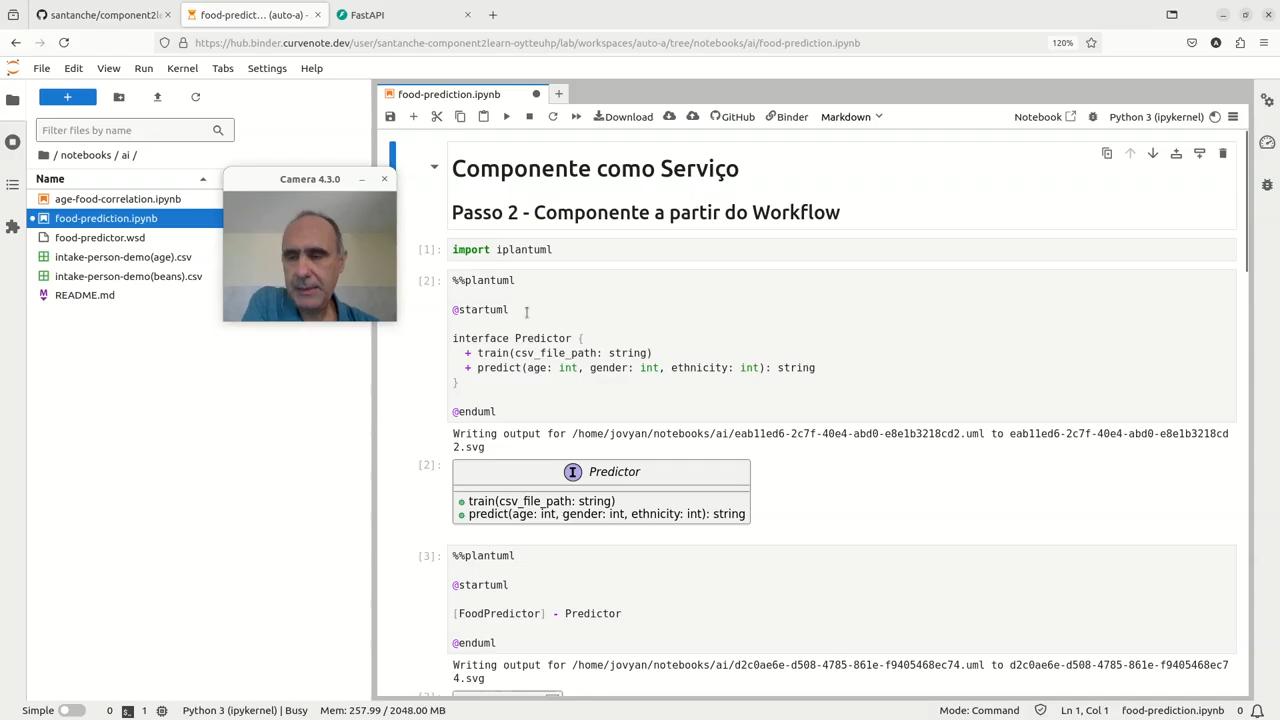 santanche/component2l
food-predict… (auto-a) -
FastAPI
https://hub.binder.curvenote.dev/user/santanche-component2learn-oytteuhp/lab/workspaces/auto-a/tree/notebooks/ai/food-prediction.ipynb
120%
File Edit View Run Kernel Tabs Settings Help
food-prediction.ipynb
Download GitHub Binder Markdown Notebook Python 3 (ipykernel)
Filter files by name
/ notebooks / ai /
Name
age-food-correlation.ipynb
food-prediction.ipynb
food-predictor.wsd
intake-person-demo(age).csv
intake-person-demo(beans).csv
README.md
Camera 4.3.0
Componente como Serviço
Passo 2 - Componente a partir do Workflow
[1]: import iplantuml
[2]: %%plantuml
@startuml
interface Predictor {
+ train(csv_file_path: string)
+ predict(age: int, gender: int, ethnicity: int): string
}
@enduml
Writing output for /home/jovyan/notebooks/ai/eab11ed6-2c7f-40e4-abd0-e8e1b3218cd2.uml to eab11ed6-2c7f-40e4-abd0-e8e1b3218cd
2.svg
[2]: I Predictor
train(csv_file_path: string)
predict(age: int, gender: int, ethnicity: int): string
[3]: %%plantuml
@startuml
[FoodPredictor] - Predictor
@enduml
Writing output for /home/jovyan/notebooks/ai/d2c0ae6e-d508-4785-861e-f9405468ec74.uml to d2c0ae6e-d508-4785-861e-f9405468ec7
4.svg
Simple 0 1 Python 3 (ipykernel) | Busy Mem: 257.99 / 2048.00 MB Mode: Command Ln 1, Col 1 food-prediction.ipynb 0